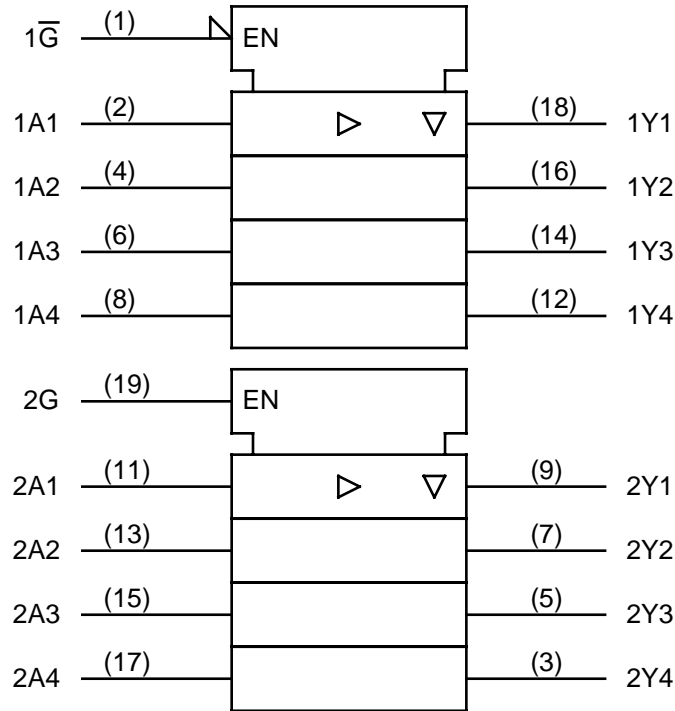 1G̅ (1) EN
1A1 (2) (18) 1Y1
1A2 (4) (16) 1Y2
1A3 (6) (14) 1Y3
1A4 (8) (12) 1Y4
2G (19) EN
2A1 (11) (9) 2Y1
2A2 (13) (7) 2Y2
2A3 (15) (5) 2Y3
2A4 (17) (3) 2Y4